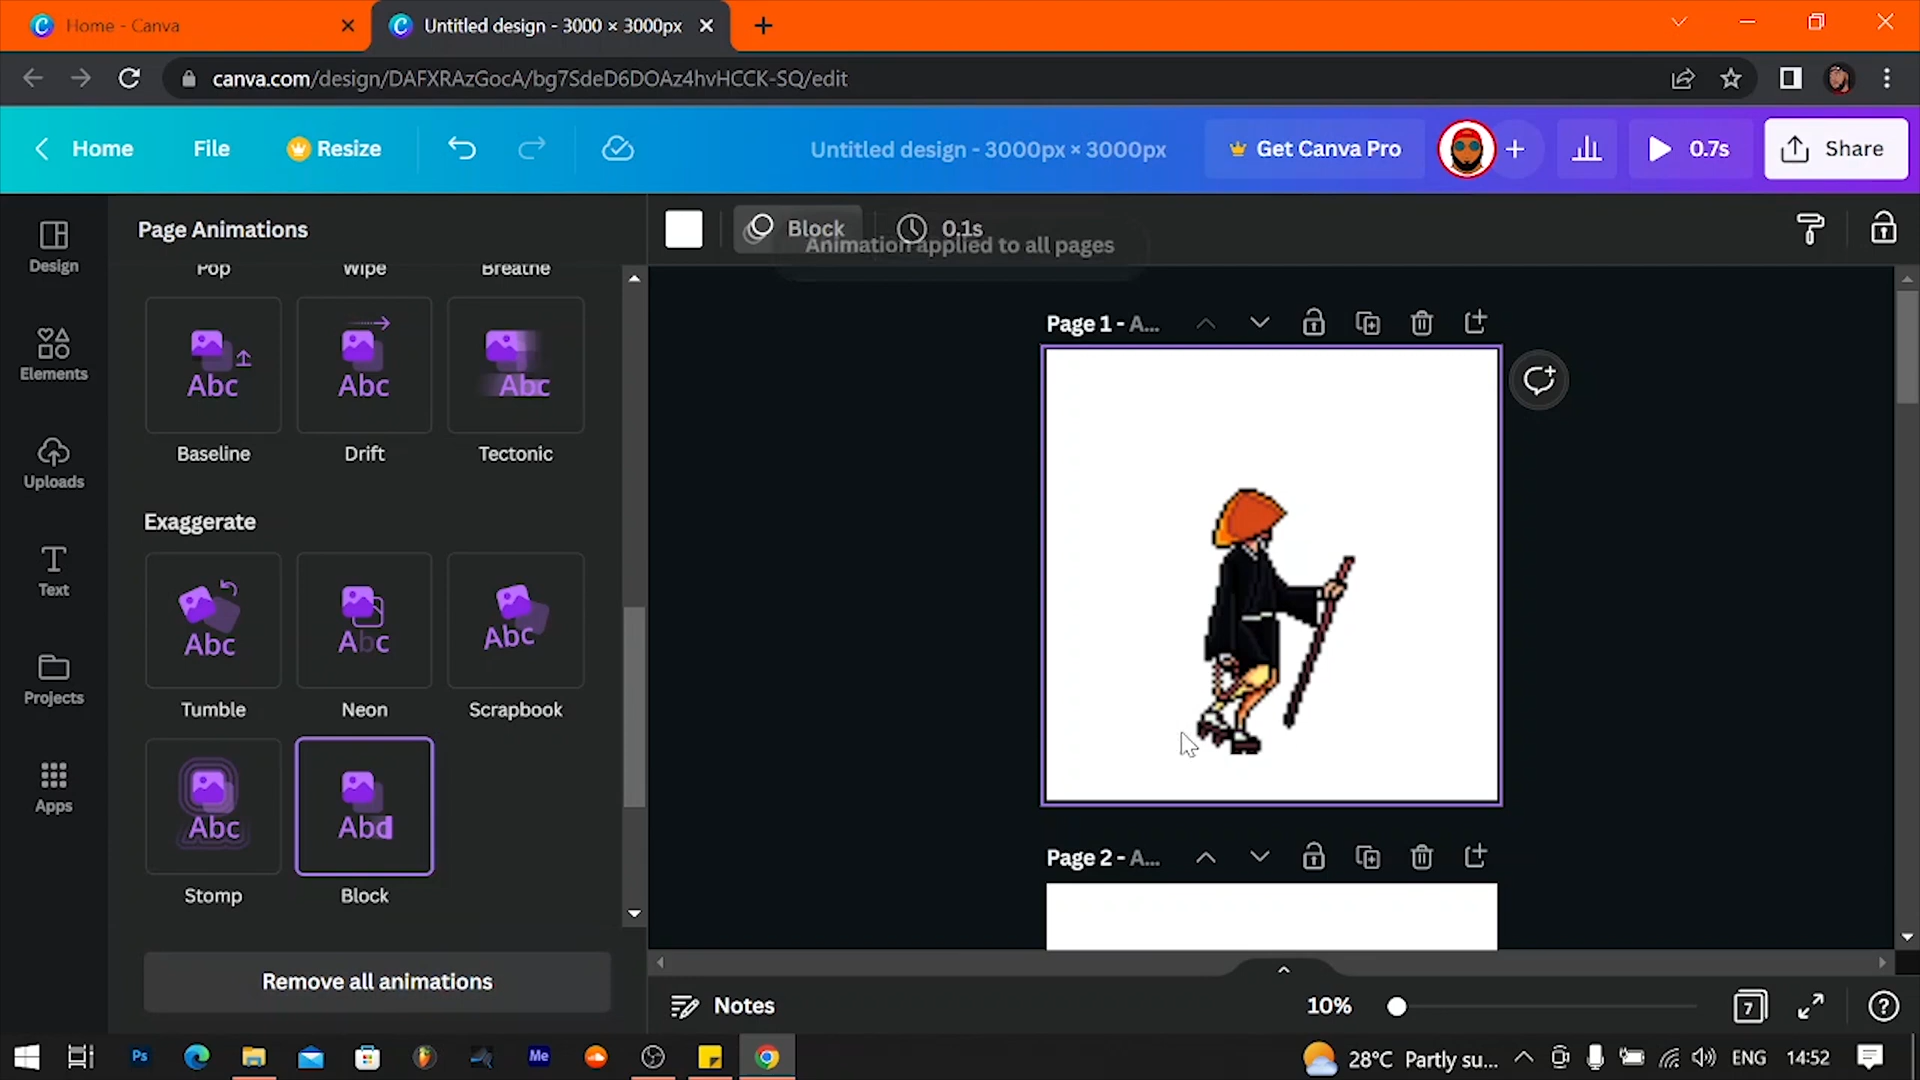 Home - Canva
Untitled design - 3000 × 3000px
canva.com/design/DAFXRAzGocA/bg7SdeD6DOAz4hvHCCK-SQ/edit
Home
File
Resize
Untitled design - 3000px × 3000px
Get Canva Pro
0.7s
Share
Page Animations
Block
0.1s
Animation applied to all pages
Design
Elements
Uploads
Text
Projects
Apps
Pop
Wipe
Breathe
Abc
Abc
Abc
Baseline
Drift
Tectonic
Exaggerate
Abc
Abc
Abc
Tumble
Neon
Scrapbook
Abc
Abc
Stomp
Block
Remove all animations
Page 1 - A...
Page 2 - A...
Notes
10%
7
Ps
Me
28°C Partly su...
ENG
14:52